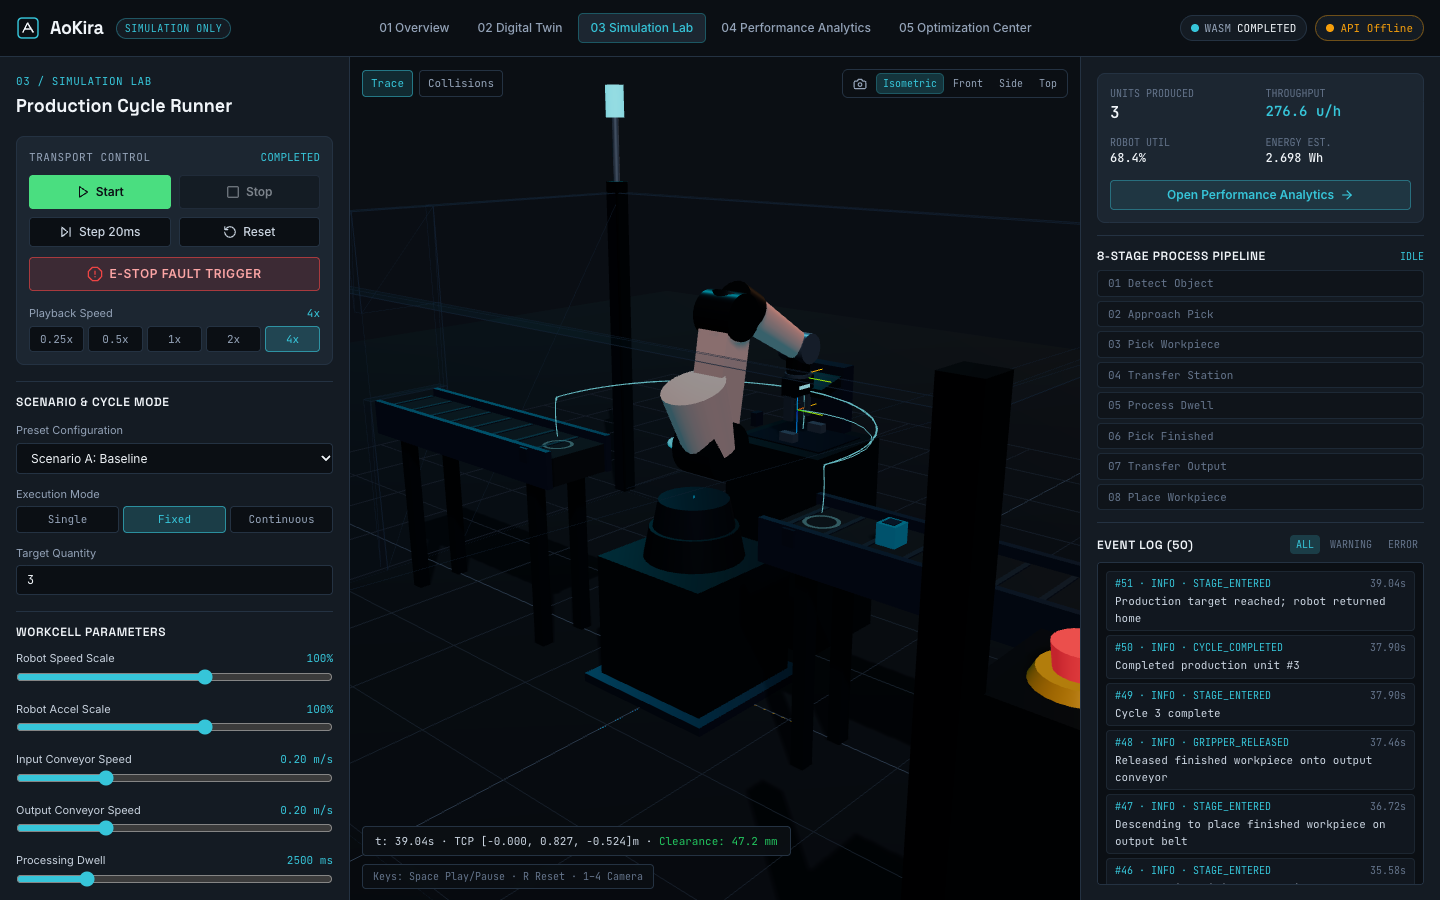 AoKira
SIMULATION ONLY
01 Overview
02 Digital Twin
03 Simulation Lab
04 Performance Analytics
05 Optimization Center
WASM COMPLETED
API Offline
03 / SIMULATION LAB
Production Cycle Runner
TRANSPORT CONTROL
COMPLETED
Start
Stop
Step 20ms
Reset
E-STOP FAULT TRIGGER
Playback Speed
4x
0.25x
0.5x
1x
2x
4x
SCENARIO & CYCLE MODE
Preset Configuration
Scenario A: Baseline
Execution Mode
Single
Fixed
Continuous
Target Quantity
3
WORKCELL PARAMETERS
Robot Speed Scale
100%
Robot Accel Scale
100%
Input Conveyor Speed
0.20 m/s
Output Conveyor Speed
0.20 m/s
Processing Dwell
2500 ms
Trace
Collisions
Isometric
Front
Side
Top
t: 39.04s · TCP [-0.000, 0.827, -0.524]m · Clearance: 47.2 mm
Keys: Space Play/Pause · R Reset · 1-4 Camera
UNITS PRODUCED
3
THROUGHPUT
276.6 u/h
ROBOT UTIL
68.4%
ENERGY EST.
2.698 Wh
Open Performance Analytics
8-STAGE PROCESS PIPELINE
IDLE
01 Detect Object
02 Approach Pick
03 Pick Workpiece
04 Transfer Station
05 Process Dwell
06 Pick Finished
07 Transfer Output
08 Place Workpiece
EVENT LOG (50)
ALL
WARNING
ERROR
#51 · INFO · STAGE_ENTERED
39.04s
Production target reached; robot returned
home
#50 · INFO · CYCLE_COMPLETED
37.90s
Completed production unit #3
#49 · INFO · STAGE_ENTERED
37.90s
Cycle 3 complete
#48 · INFO · GRIPPER_RELEASED
37.46s
Released finished workpiece onto output
conveyor
#47 · INFO · STAGE_ENTERED
36.72s
Descending to place finished workpiece on
output belt
#46 · INFO · STAGE_ENTERED
35.58s